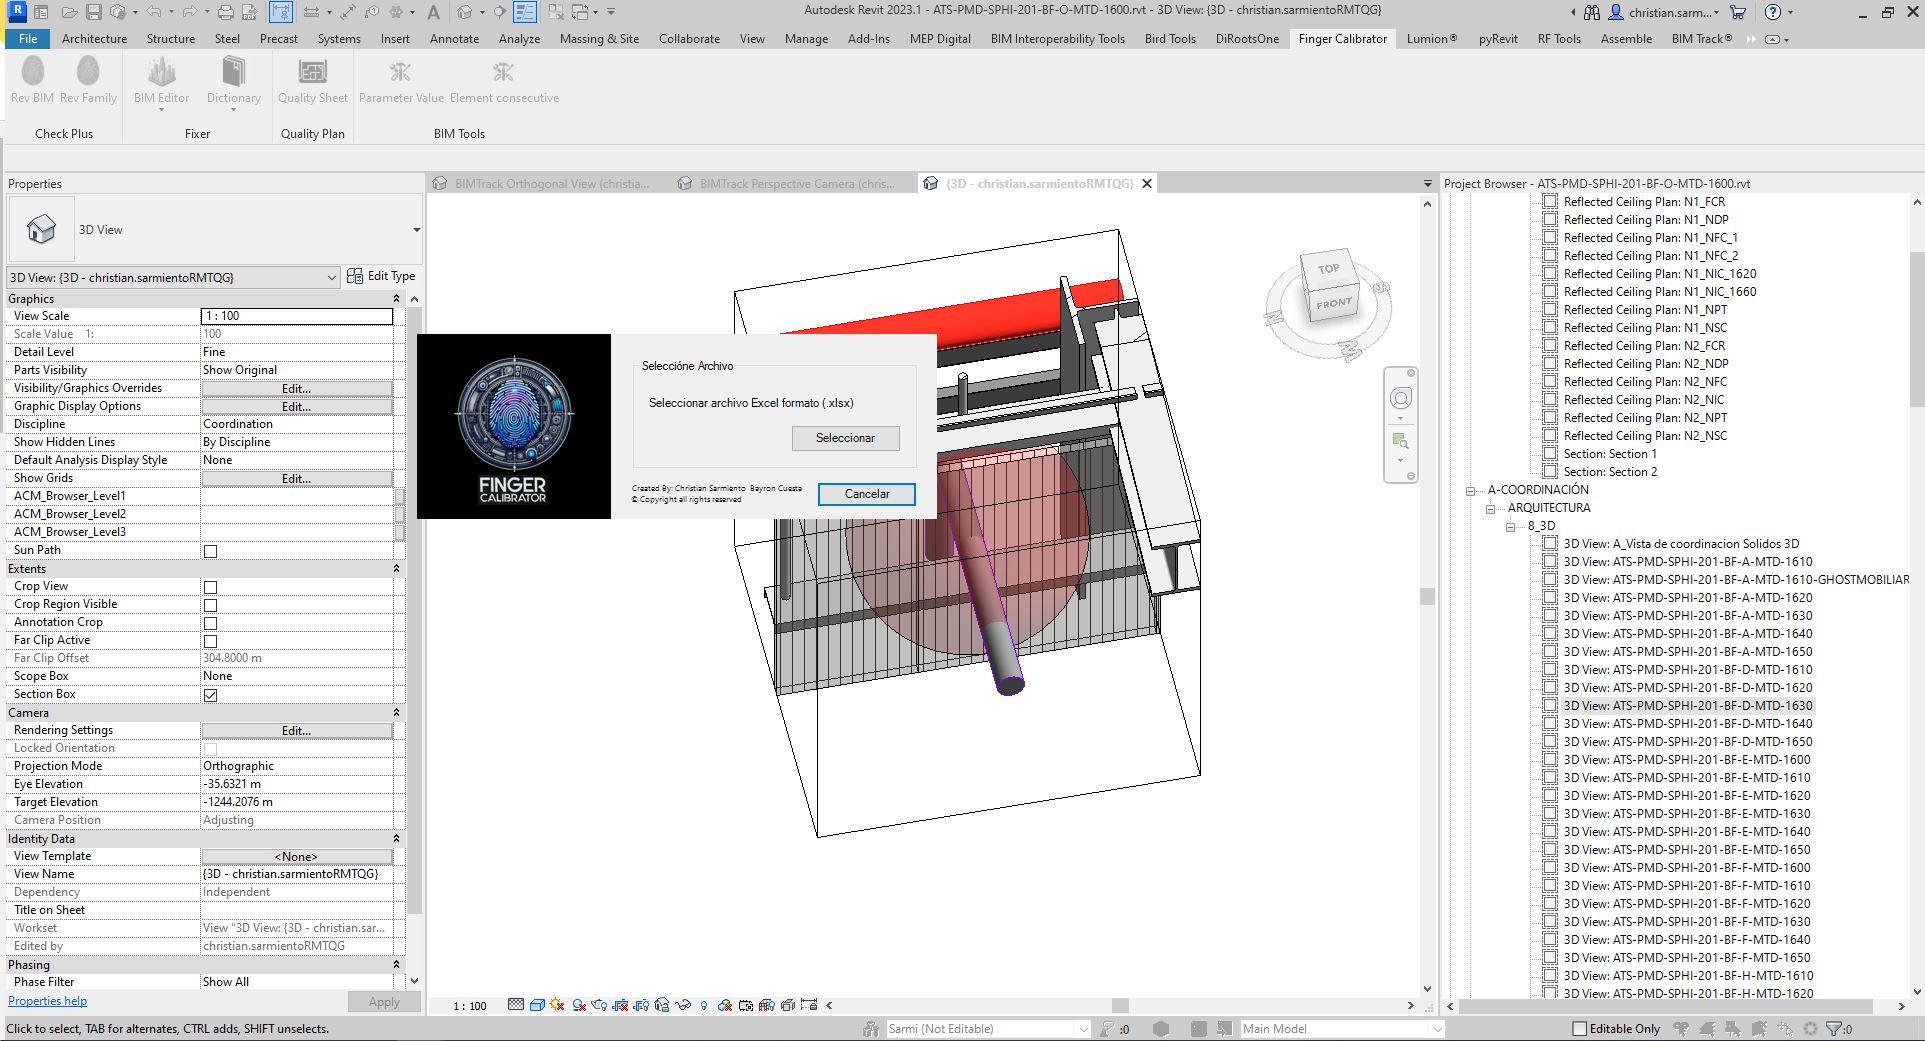 Autodesk Revit 2023.1 - ATS-PMD-SPHI-201-BF-O-MTD-1600.rvt - 3D View: {3D - christian.sarmientoRMTQG}
christian.sarm...
File Architecture Structure Steel Precast Systems Insert Annotate Analyze Massing & Site Collaborate View Manage Add-Ins MEP Digital BIM Interoperability Tools Bird Tools DiRootsOne Finger Calibrator Lumion® pyRevit RF Tools Assemble BIM Track®
Rev BIM Rev Family BIM Editor Dictionary Quality Sheet Parameter Value Element consecutive
Check Plus Fixer Quality Plan BIM Tools
Properties
3D View
3D View: {3D - christian.sarmientoRMTQG}
Edit Type
Graphics
View Scale 1 : 100
Scale Value 1: 100
Detail Level Fine
Parts Visibility Show Original
Visibility/Graphics Overrides Edit...
Graphic Display Options Edit...
Discipline Coordination
Show Hidden Lines By Discipline
Default Analysis Display Style None
Show Grids Edit...
ACM_Browser_Level1
ACM_Browser_Level2
ACM_Browser_Level3
Sun Path
Extents
Crop View
Crop Region Visible
Annotation Crop
Far Clip Active
Far Clip Offset 304.8000 m
Scope Box None
Section Box
Camera
Rendering Settings Edit...
Locked Orientation
Projection Mode Orthographic
Eye Elevation -35.6321 m
Target Elevation -1244.2076 m
Camera Position Adjusting
Identity Data
View Template <None>
View Name {3D - christian.sarmientoRMTQG}
Dependency Independent
Title on Sheet
Workset View "3D View: {3D - christian.sar...
Edited by christian.sarmientoRMTQG
Phasing
Phase Filter Show All
Properties help
Apply
BIMTrack Orthogonal View (christia...
BIMTrack Perspective Camera (chris...
{3D - christian.sarmientoRMTQG}
TOP
FRONT
FINGER
CALIBRATOR
Seleccióne Archivo
Seleccionar archivo Excel formato (.xlsx)
Seleccionar
Created By: Christian Sarmiento Bayron Cuesta
© Copyright all rights reserved
Cancelar
1 : 100
Project Browser - ATS-PMD-SPHI-201-BF-O-MTD-1600.rvt
Reflected Ceiling Plan: N1_FCR
Reflected Ceiling Plan: N1_NDP
Reflected Ceiling Plan: N1_NFC_1
Reflected Ceiling Plan: N1_NFC_2
Reflected Ceiling Plan: N1_NIC_1620
Reflected Ceiling Plan: N1_NIC_1660
Reflected Ceiling Plan: N1_NPT
Reflected Ceiling Plan: N1_NSC
Reflected Ceiling Plan: N2_FCR
Reflected Ceiling Plan: N2_NDP
Reflected Ceiling Plan: N2_NFC
Reflected Ceiling Plan: N2_NIC
Reflected Ceiling Plan: N2_NPT
Reflected Ceiling Plan: N2_NSC
Section: Section 1
Section: Section 2
A-COORDINACIÓN
ARQUITECTURA
8_3D
3D View: A_Vista de coordinacion Solidos 3D
3D View: ATS-PMD-SPHI-201-BF-A-MTD-1610
3D View: ATS-PMD-SPHI-201-BF-A-MTD-1610-GHOSTMOBILIAR
3D View: ATS-PMD-SPHI-201-BF-A-MTD-1620
3D View: ATS-PMD-SPHI-201-BF-A-MTD-1630
3D View: ATS-PMD-SPHI-201-BF-A-MTD-1640
3D View: ATS-PMD-SPHI-201-BF-A-MTD-1650
3D View: ATS-PMD-SPHI-201-BF-D-MTD-1610
3D View: ATS-PMD-SPHI-201-BF-D-MTD-1620
3D View: ATS-PMD-SPHI-201-BF-D-MTD-1630
3D View: ATS-PMD-SPHI-201-BF-D-MTD-1640
3D View: ATS-PMD-SPHI-201-BF-D-MTD-1650
3D View: ATS-PMD-SPHI-201-BF-E-MTD-1600
3D View: ATS-PMD-SPHI-201-BF-E-MTD-1610
3D View: ATS-PMD-SPHI-201-BF-E-MTD-1620
3D View: ATS-PMD-SPHI-201-BF-E-MTD-1630
3D View: ATS-PMD-SPHI-201-BF-E-MTD-1640
3D View: ATS-PMD-SPHI-201-BF-E-MTD-1650
3D View: ATS-PMD-SPHI-201-BF-F-MTD-1600
3D View: ATS-PMD-SPHI-201-BF-F-MTD-1610
3D View: ATS-PMD-SPHI-201-BF-F-MTD-1620
3D View: ATS-PMD-SPHI-201-BF-F-MTD-1630
3D View: ATS-PMD-SPHI-201-BF-F-MTD-1640
3D View: ATS-PMD-SPHI-201-BF-F-MTD-1650
3D View: ATS-PMD-SPHI-201-BF-H-MTD-1610
3D View: ATS-PMD-SPHI-201-BF-H-MTD-1620
Click to select, TAB for alternates, CTRL adds, SHIFT unselects.
Sarmi (Not Editable)
:0
Main Model
Editable Only
:0